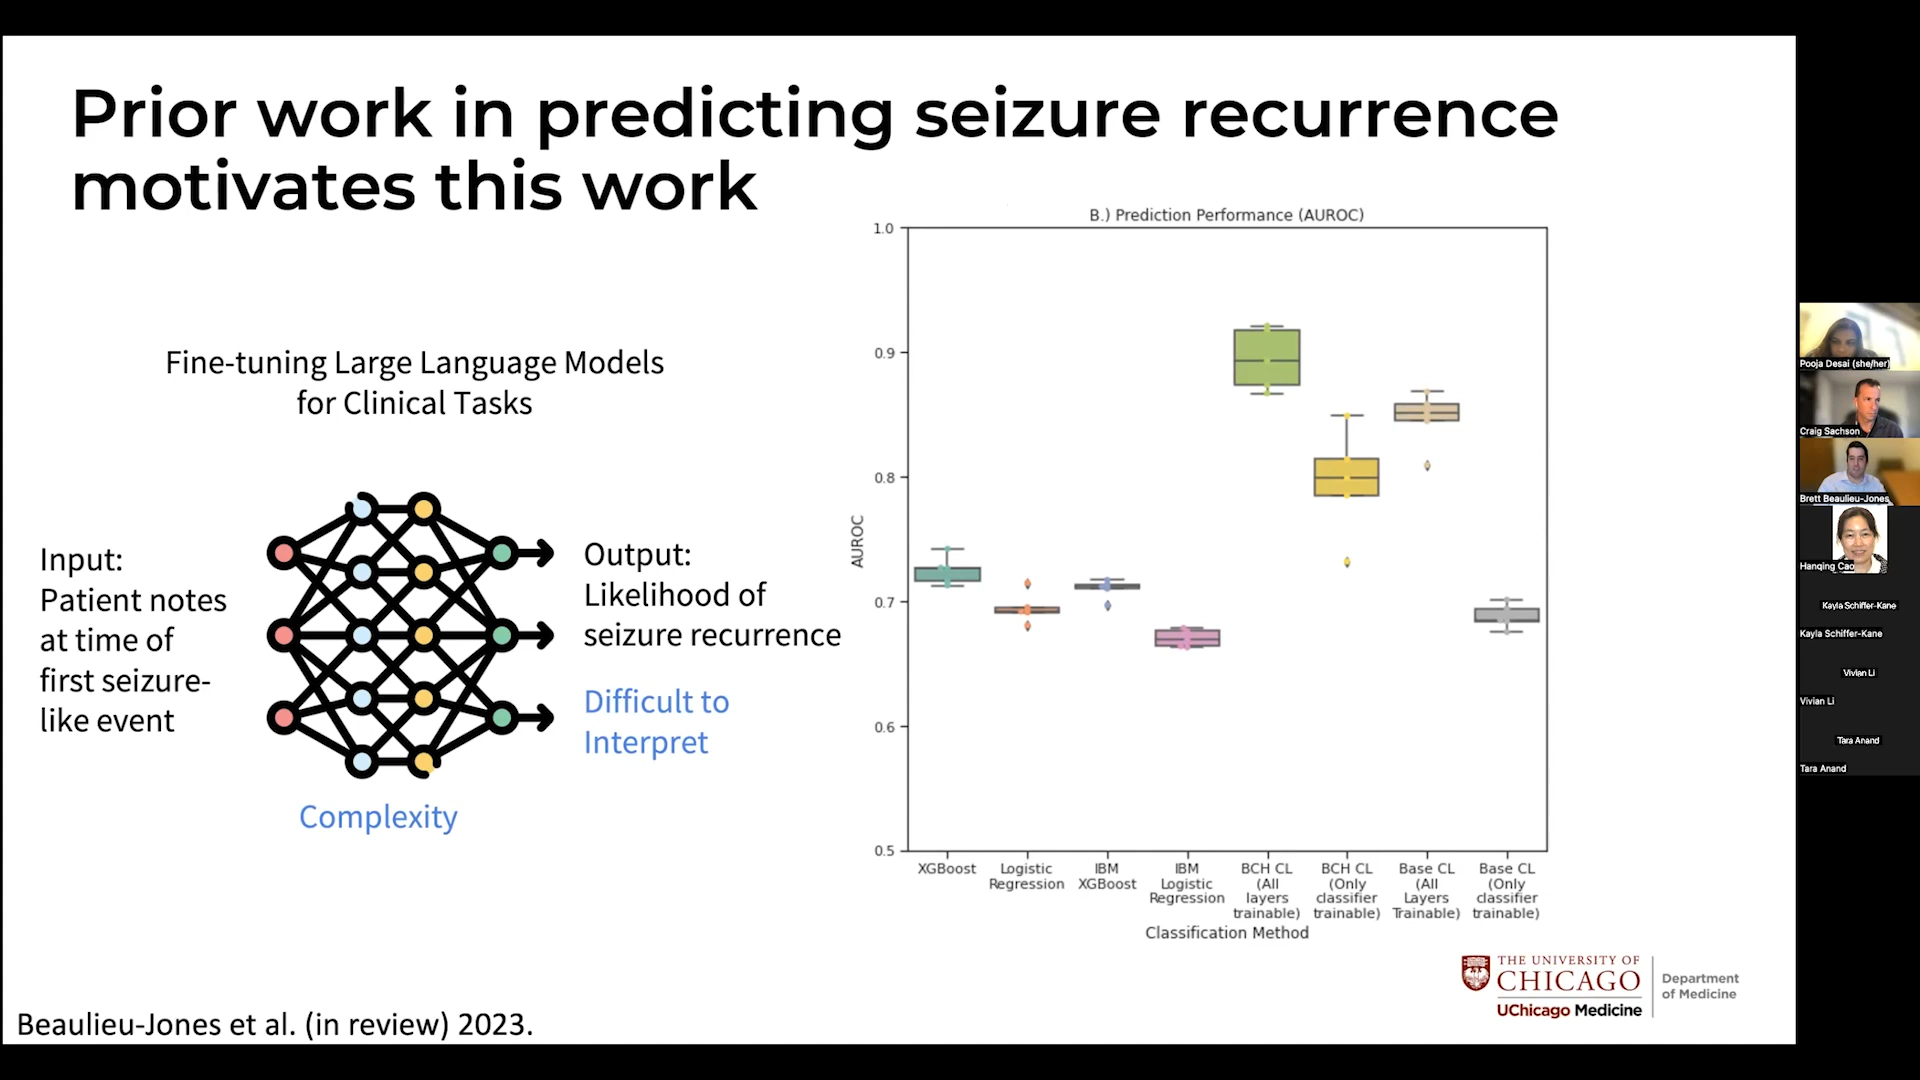 Prior work in predicting seizure recurrence
motivates this work
Fine-tuning Large Language Models
for Clinical Tasks
Input:
Patient notes
at time of
first seizure-
like event
Output:
Likelihood of
seizure recurrence
Difficult to
Interpret
Complexity
B.) Prediction Performance (AUROC)
1.0
0.9
0.8
0.7
0.6
0.5
AUROC
XGBoost
Logistic
Regression
IBM
XGBoost
IBM
Logistic
Regression
BCH CL
(All
layers
trainable)
BCH CL
(Only
classifier
trainable)
Base CL
(All
Layers
Trainable)
Base CL
(Only
classifier
trainable)
Classification Method
THE UNIVERSITY OF
CHICAGO
UChicago Medicine
Department
of Medicine
Beaulieu-Jones et al. (in review) 2023.
Pooja Desai (she/her)
Craig Sachson
Brett Beaulieu-Jones
Hanqing Cao
Kayla Schiffer-Kane
Kayla Schiffer-Kane
Vivian Li
Vivian Li
Tara Anand
Tara Anand